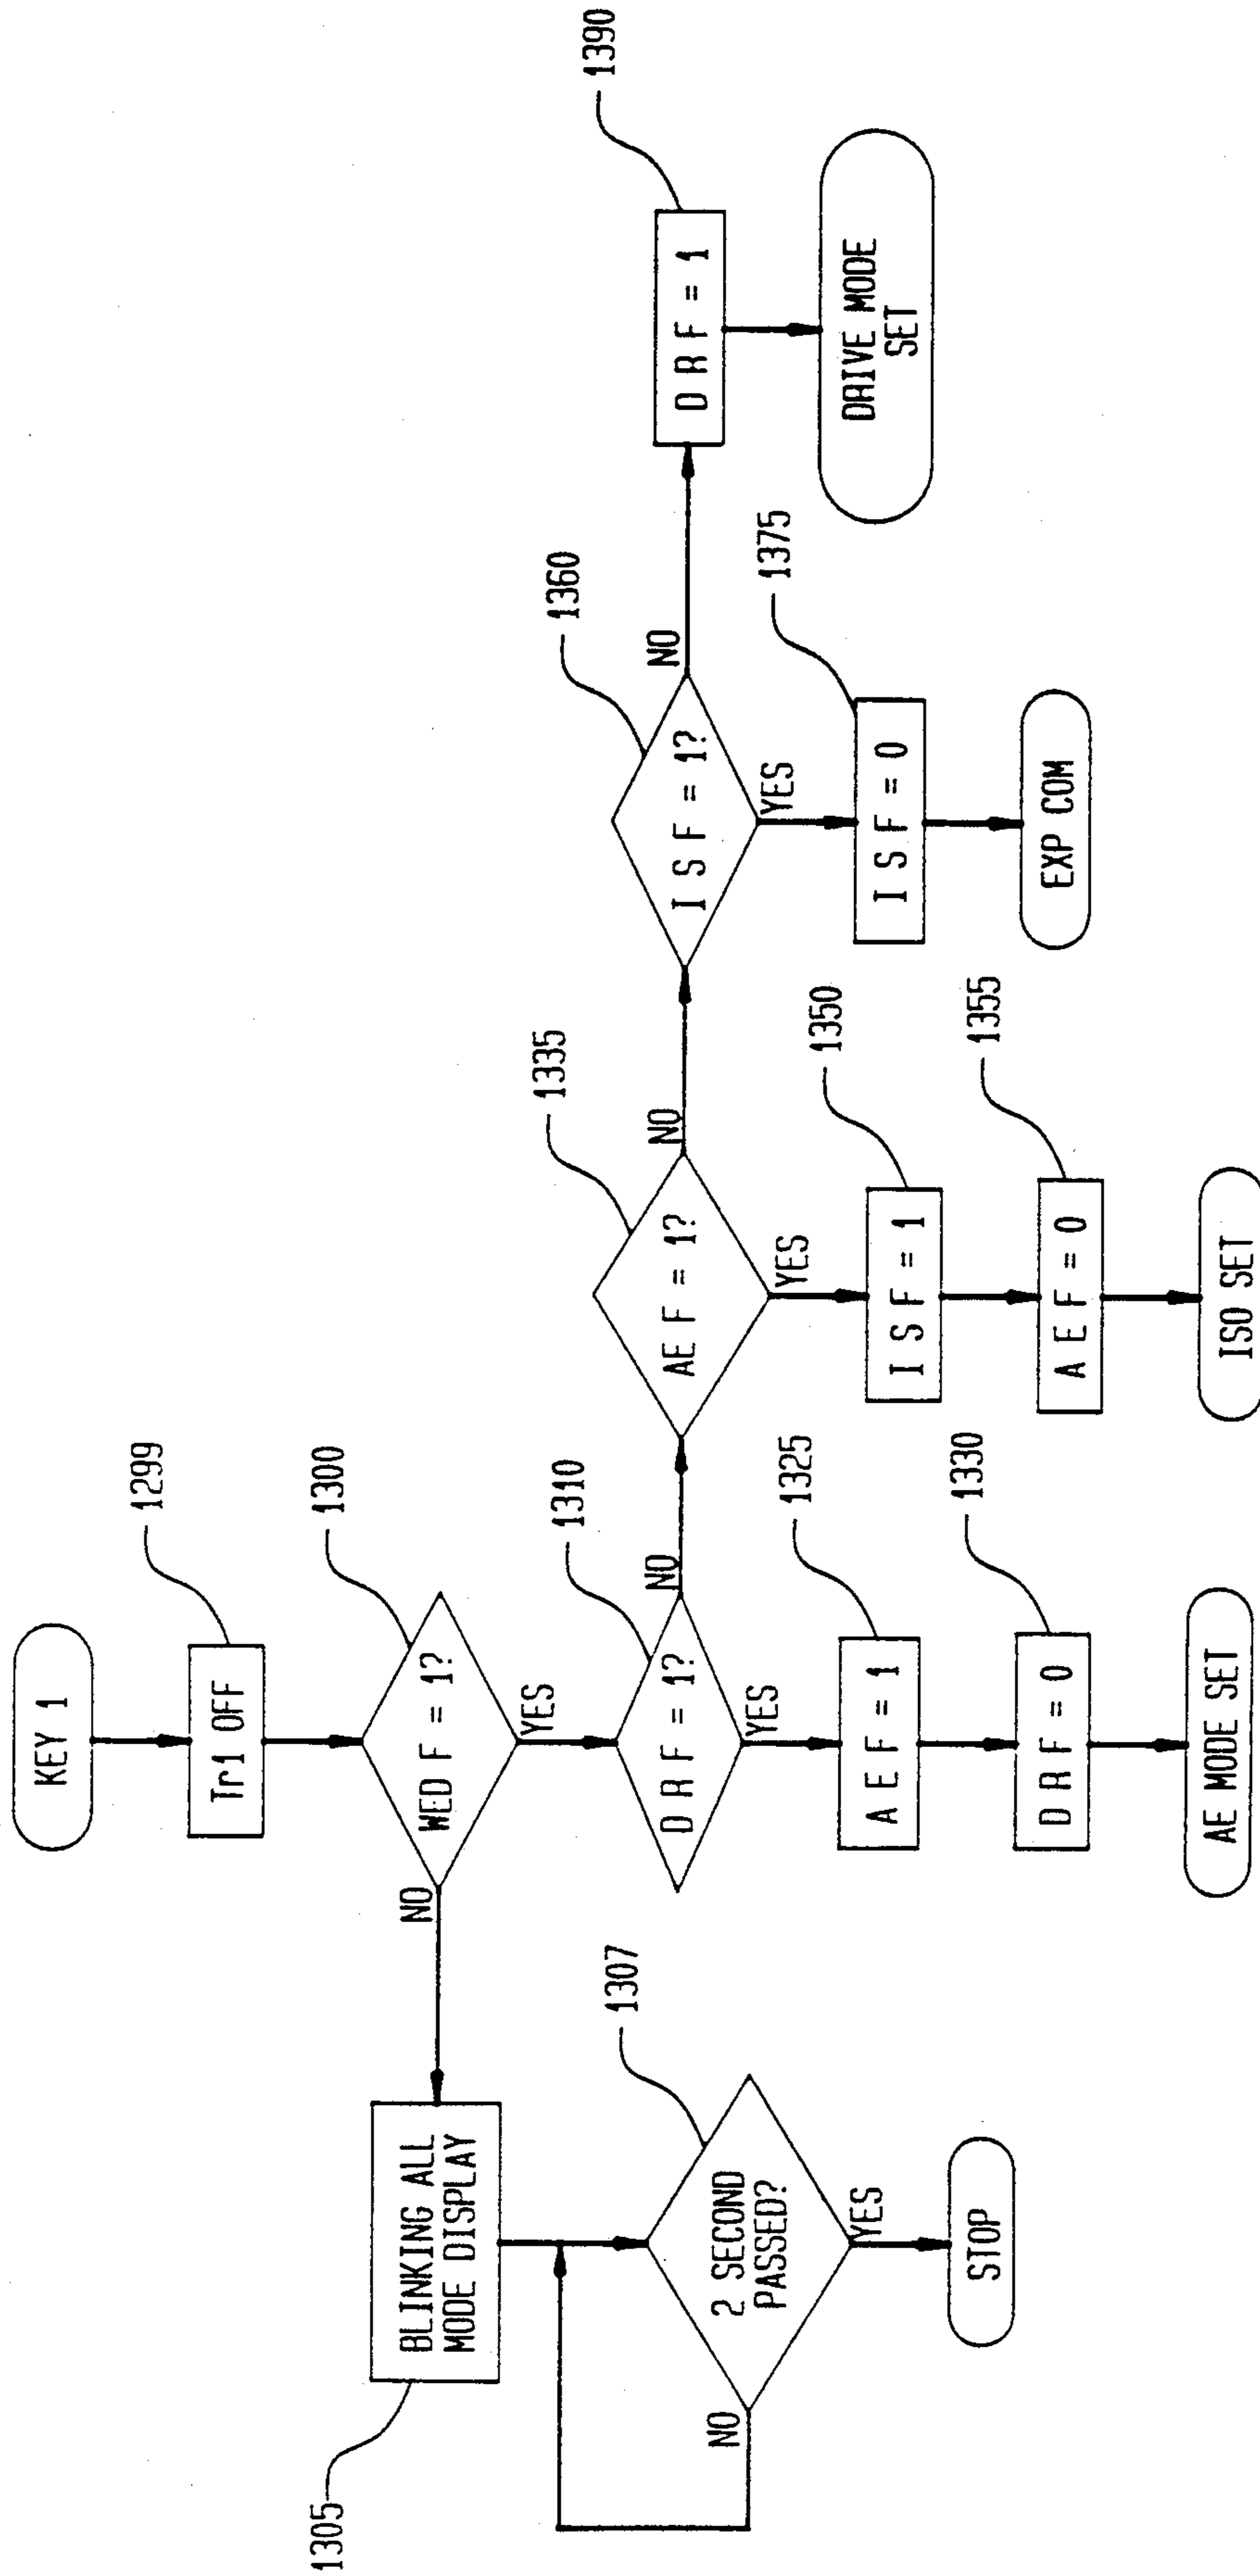 KEY 1
Tr1 OFF
1299
WED F = 1?
1300
NO
YES
BLINKING ALL
MODE DISPLAY
1305
2 SECOND
PASSED?
1307
NO
YES
STOP
D R F = 1?
1310
NO
YES
A E F = 1
1325
D R F = 0
1330
AE MODE SET
AE F = 1?
1335
NO
YES
I S F = 1
1350
A E F = 0
1355
ISO SET
I S F = 1?
1360
NO
YES
I S F = 0
1375
EXP COM
D R F = 1
1390
DRIVE MODE
SET